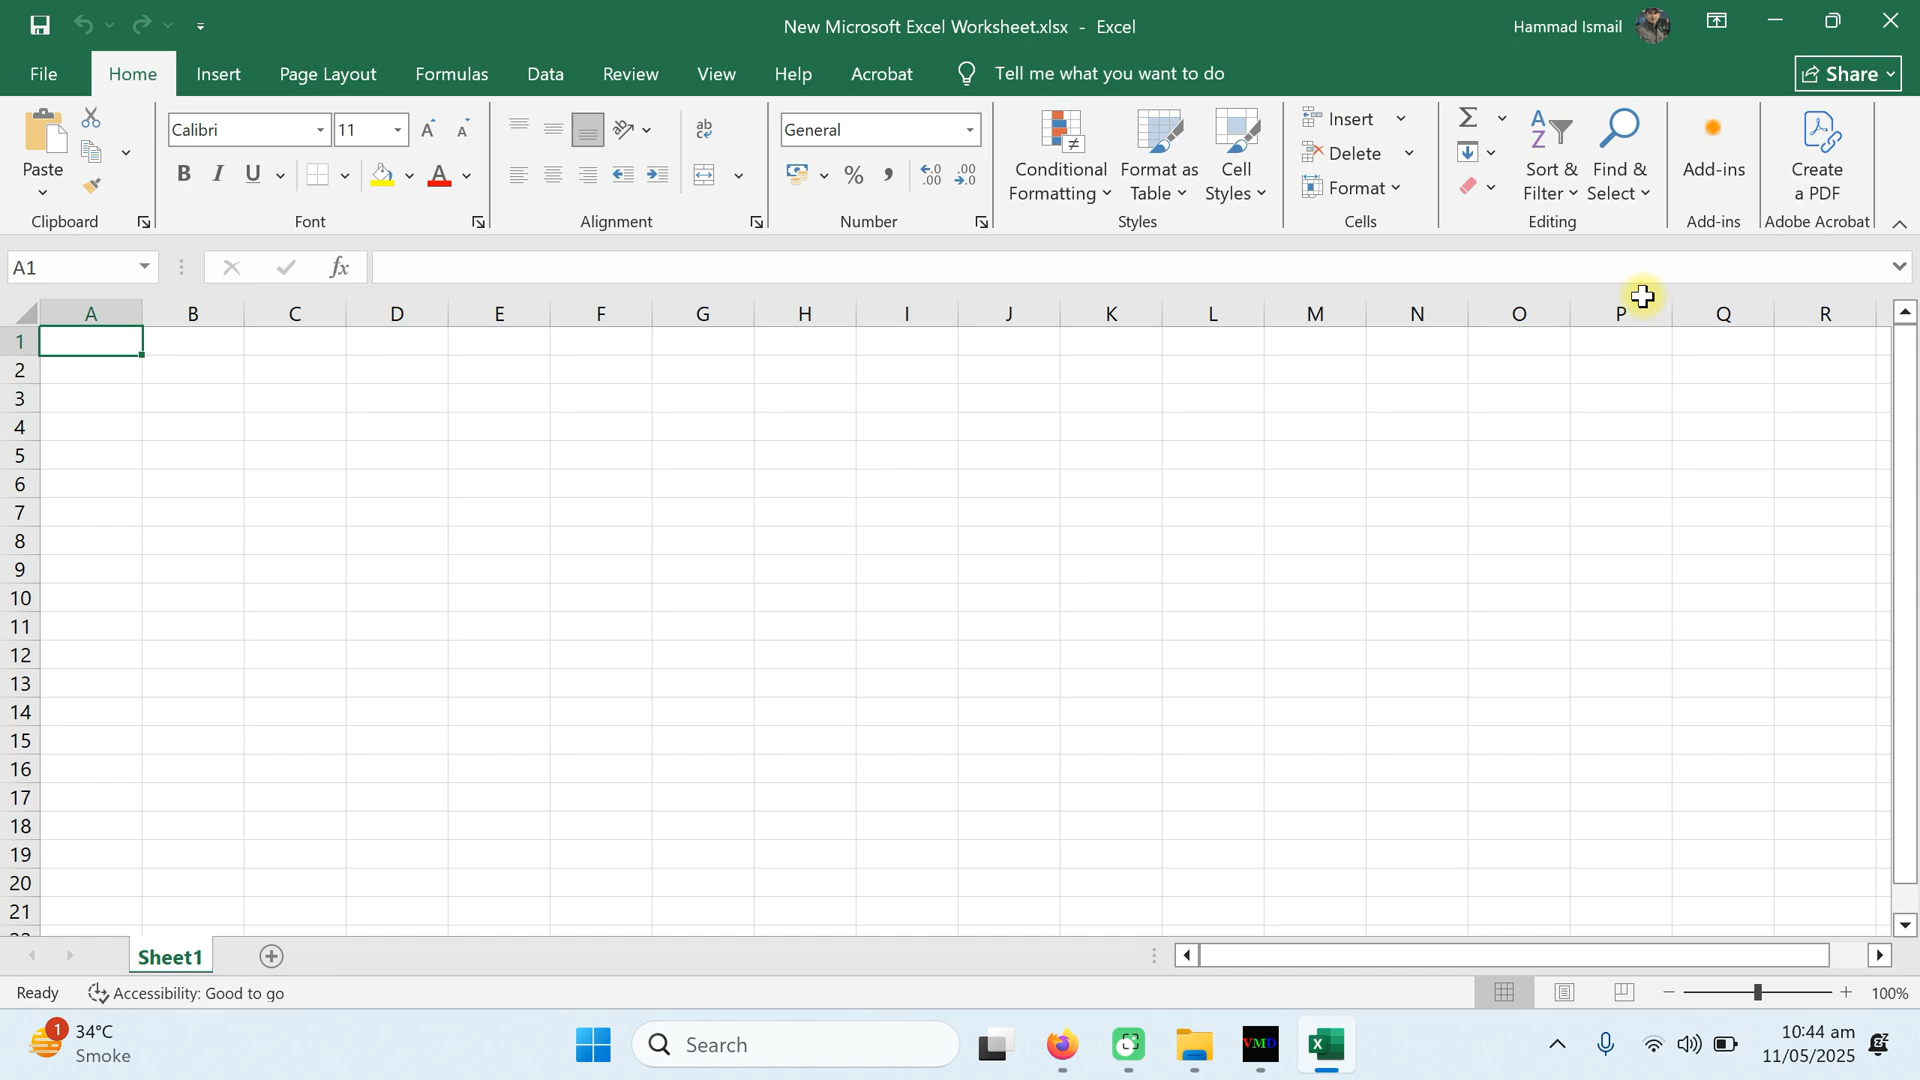 New Microsoft Excel Worksheet.xlsx - Excel
Hammad Ismail
File Home Insert Page Layout Formulas Data Review View Help Acrobat Tell me what you want to do Share
Paste
Clipboard
Calibri 11
B I U A
Font
ab
c
Alignment
General
% , .00
Number
Conditional Formatting
Format as Table
Cell Styles
Styles
Insert
Delete
Format
Cells
Sort & Filter
Find & Select
Editing
Add-ins
Add-ins
Create a PDF
Adobe Acrobat
A1 fx
A B C D E F G H I J K L M N O P Q R
1
2
3
4
5
6
7
8
9
10
11
12
13
14
15
16
17
18
19
20
21
Sheet1
Ready Accessibility: Good to go 100%
1 34°C
Smoke
Search
VMD
10:44 am
11/05/2025